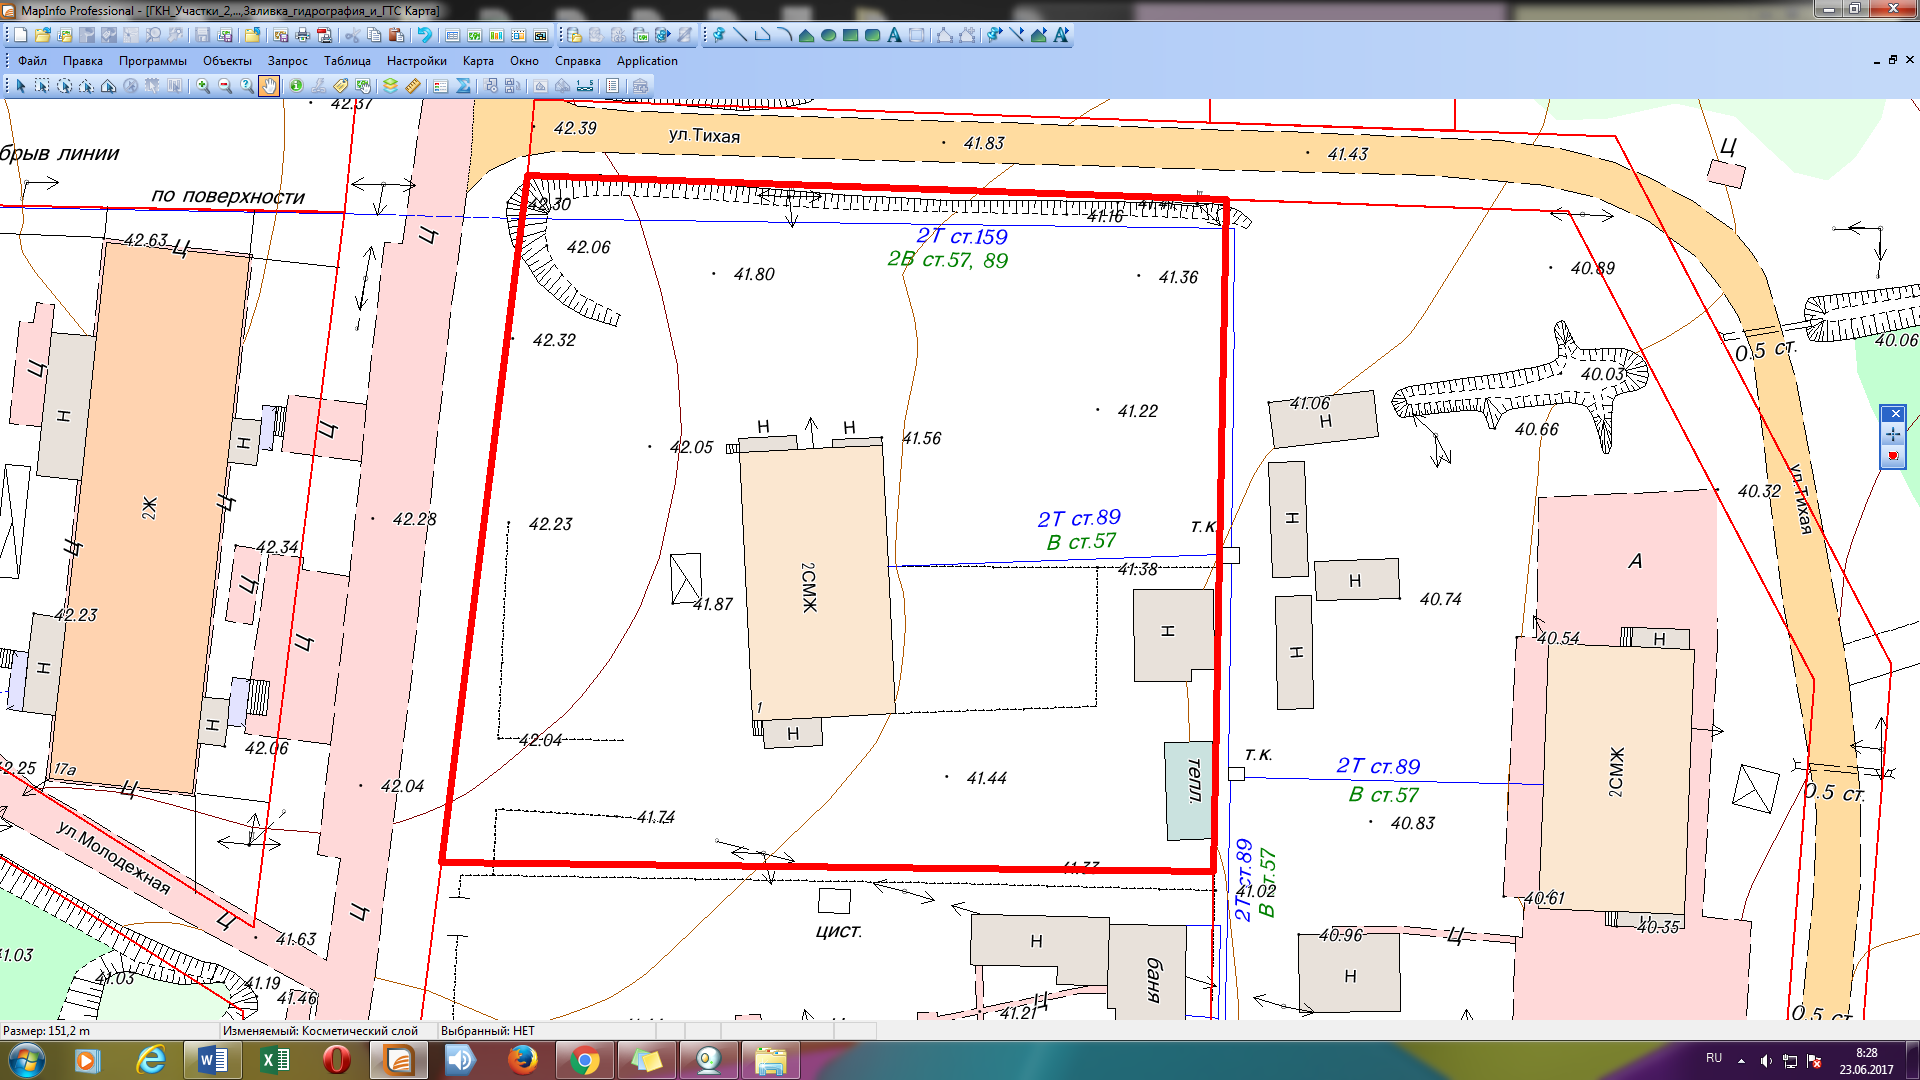 MapInfo Professional - [ГКН_Участки_2,...,Заливка_гидрография_и_ГТС Карта]
Файл Правка Программы Объекты Запрос Таблица Настройки Карта Окно Справка Application
42.37
42.39
ул.Тихая
41.83
41.43
Ц
брыв линии
по поверхности
42.30
41.16
42.63
Ц
Ц
42.06
2Т ст.159
2В ст.57, 89
41.80
41.36
40.89
42.32
0.5 ст.
40.06
40.03
Ц
Н
Н
Ц
Н
Н
41.56
41.22
41.06
Н
40.66
42.05
2Ж
Ц
42.28
42.23
2Т ст.89
В ст.57
т.к.
Н
40.32
ул.Тихая
Ц
42.34
41.38
А
2СМЖ
Н
Ц
41.87
40.74
42.23
Ц
Н
Н
40.54
Н
Н
1
Н
Н
42.06
42.04
т.к.
2Т ст.89
В ст.57
2СМЖ
42.25
17а
Ц
42.04
41.44
тепл.
0.5 ст.
41.74
40.83
ул.Молодежная
41.33
2Т ст.89
В ст.57
41.02
Ц
Ц
40.61
40.35
41.63
цист.
Н
баня
40.96
Ц
Н
41.03
41.03
41.19
41.46
Ц
41.21
0.5 ст
Размер: 151,2 m
Изменяемый: Косметический слой
Выбранный: НЕТ
RU
8:28
23.06.2017